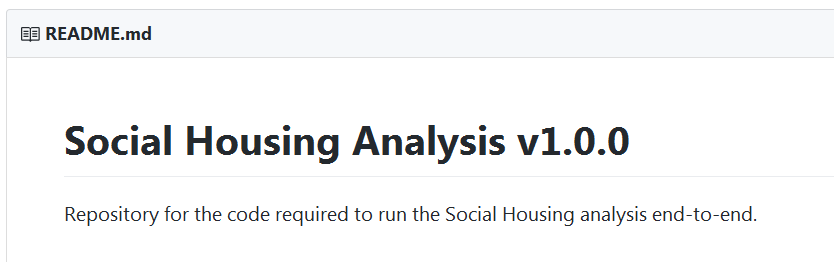 README.md
Social Housing Analysis v1.0.0
Repository for the code required to run the Social Housing analysis end-to-end.